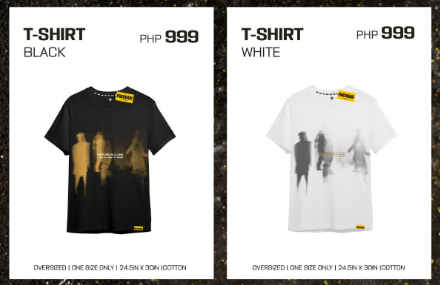 T-SHIRT
BLACK
PHP 999
OVERSIZED | ONE SIZE ONLY | 24.5IN X 30IN |COTTON
T-SHIRT
WHITE
PHP 999
OVERSIZED | ONE SIZE ONLY | 24.5IN X 30IN |COTTON